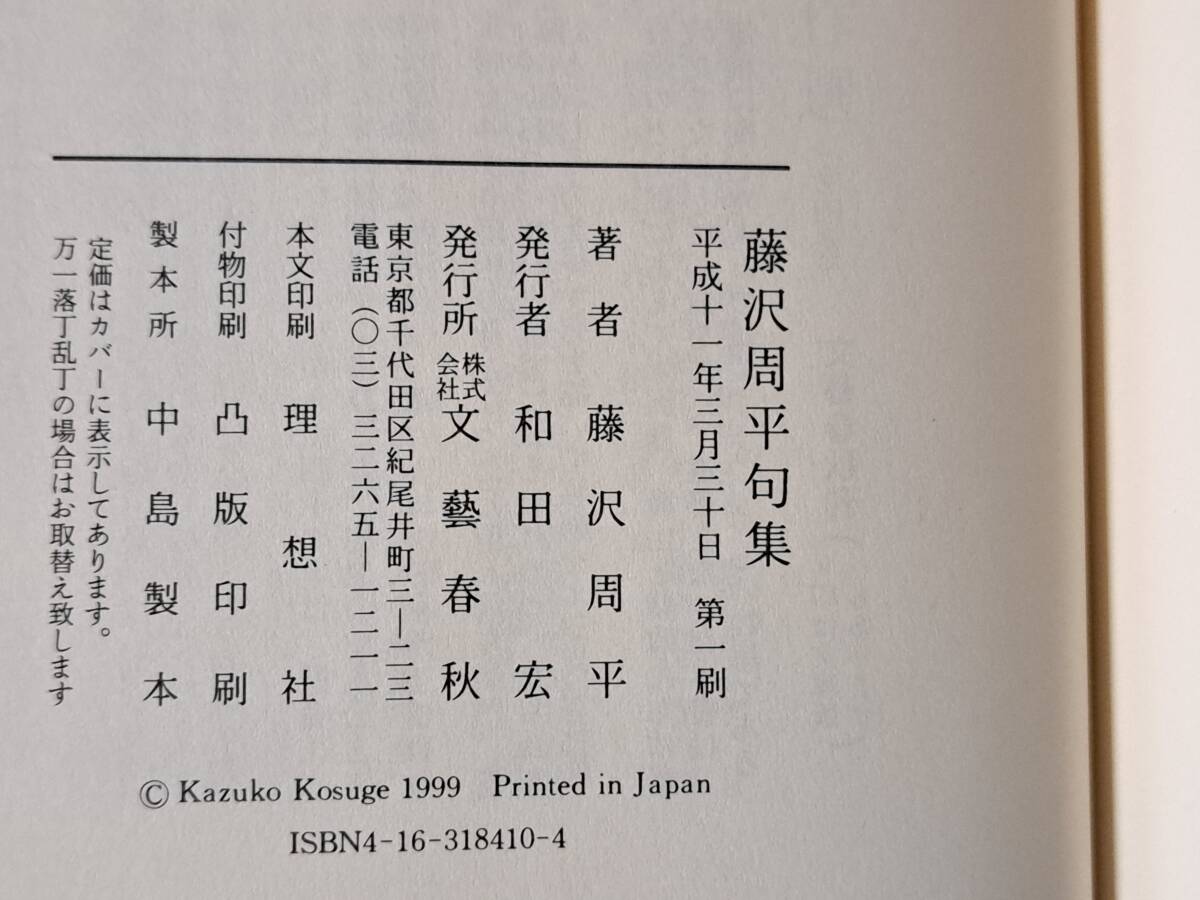 藤沢周平句集
平成十一年三月三十日　第一刷
著者　藤沢周平
発行者　和田宏
発行所　株式会社文藝春秋
東京都千代田区紀尾井町三—二三
電話（〇三）三二六五—一二一一
本文印刷　理想社
付物印刷　凸版印刷
製本所　中島製本
定価はカバーに表示してあります。
万一落丁乱丁の場合はお取替え致します
© Kazuko Kosuge 1999　Printed in Japan
ISBN4-16-318410-4